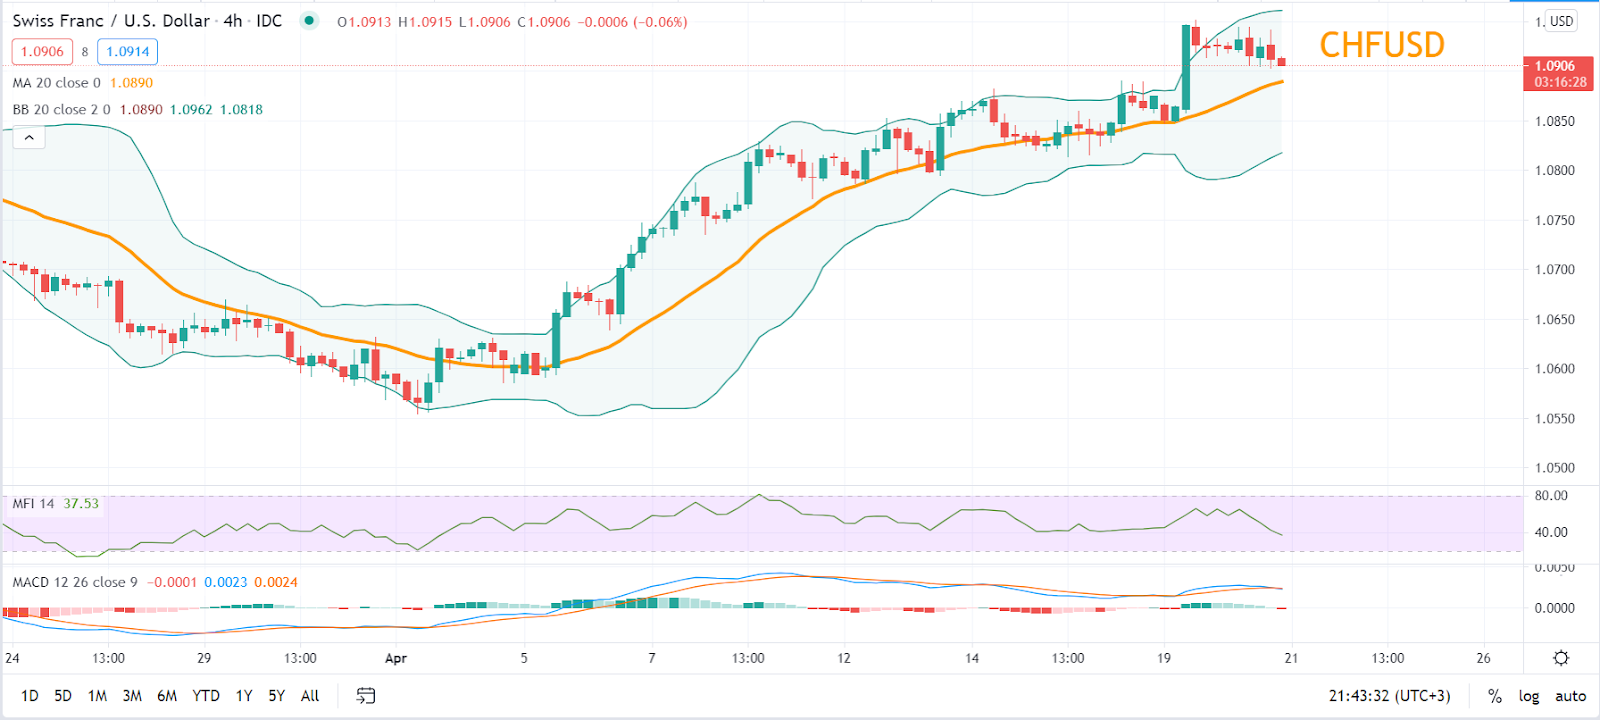 Swiss Franc / U.S. Dollar · 4h · IDC O1.0913 H1.0915 L1.0906 C1.0906 −0.0006 (−0.06%)
1.0906 8 1.0914
MA 20 close 0 1.0890
BB 20 close 2 0 1.0890 1.0962 1.0818
CHFUSD
USD
1.0906
03:16:28
1.0850
1.0800
1.0750
1.0700
1.0650
1.0600
1.0550
1.0500
MFI 14 37.53
80.00
40.00
MACD 12 26 close 9 −0.0001 0.0023 0.0024
0.0050
0.0000
24 13:00 29 13:00 Apr 5 7 13:00 12 14 13:00 19 21 13:00 26
1D 5D 1M 3M 6M YTD 1Y 5Y All 21:43:32 (UTC+3) % log auto